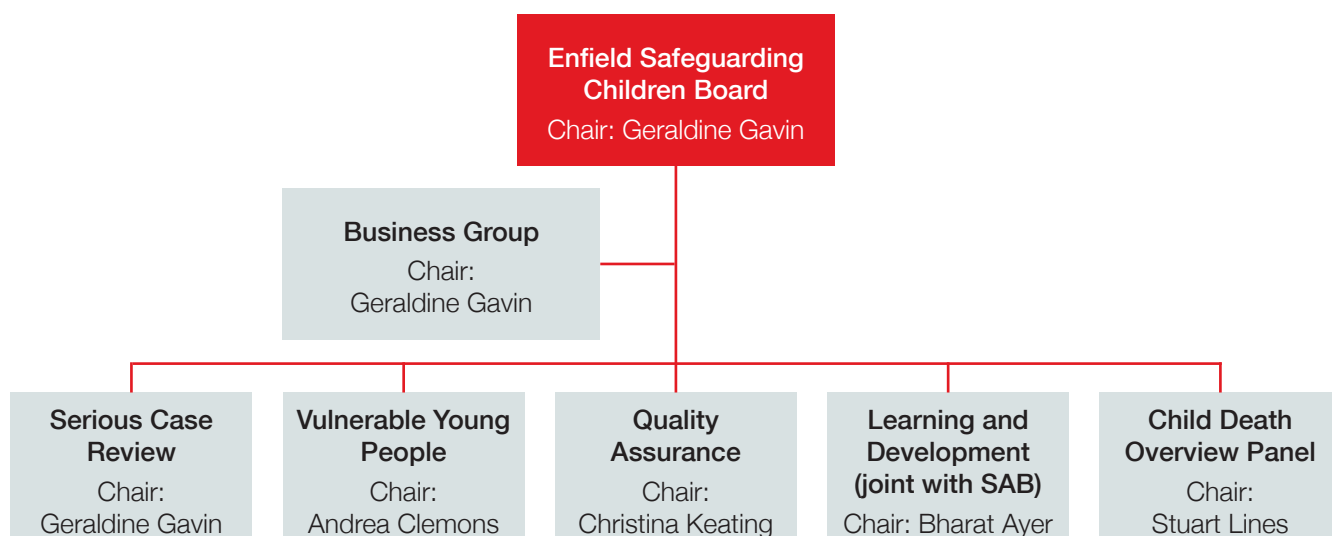 Enfield Safeguarding
Children Board
Chair: Geraldine Gavin
Business Group
Chair:
Geraldine Gavin
Serious Case
Review
Chair:
Geraldine Gavin
Vulnerable Young
People
Chair:
Andrea Clemons
Quality
Assurance
Chair:
Christina Keating
Learning and
Development
(joint with SAB)
Chair: Bharat Ayer
Child Death
Overview Panel
Chair:
Stuart Lines